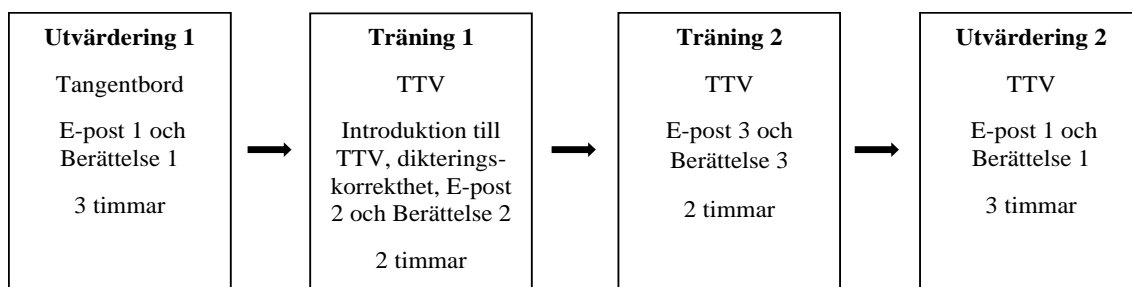 Utvärdering 1
Tangentbord
E-post 1 och
Berättelse 1
3 timmar
Träning 1
TTV
Introduktion till
TTV, dikterings-
korrekthet, E-post
2 och Berättelse 2
2 timmar
Träning 2
TTV
E-post 3 och
Berättelse 3
2 timmar
Utvärdering 2
TTV
E-post 1 och
Berättelse 1
3 timmar